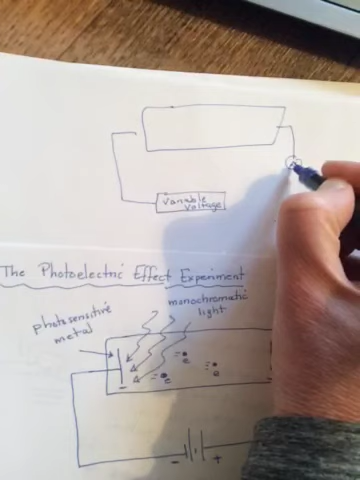 variable
voltage
The Photoelectric Effect Experiment
photosensitive
metal
monochromatic
light
e
e
e
- +